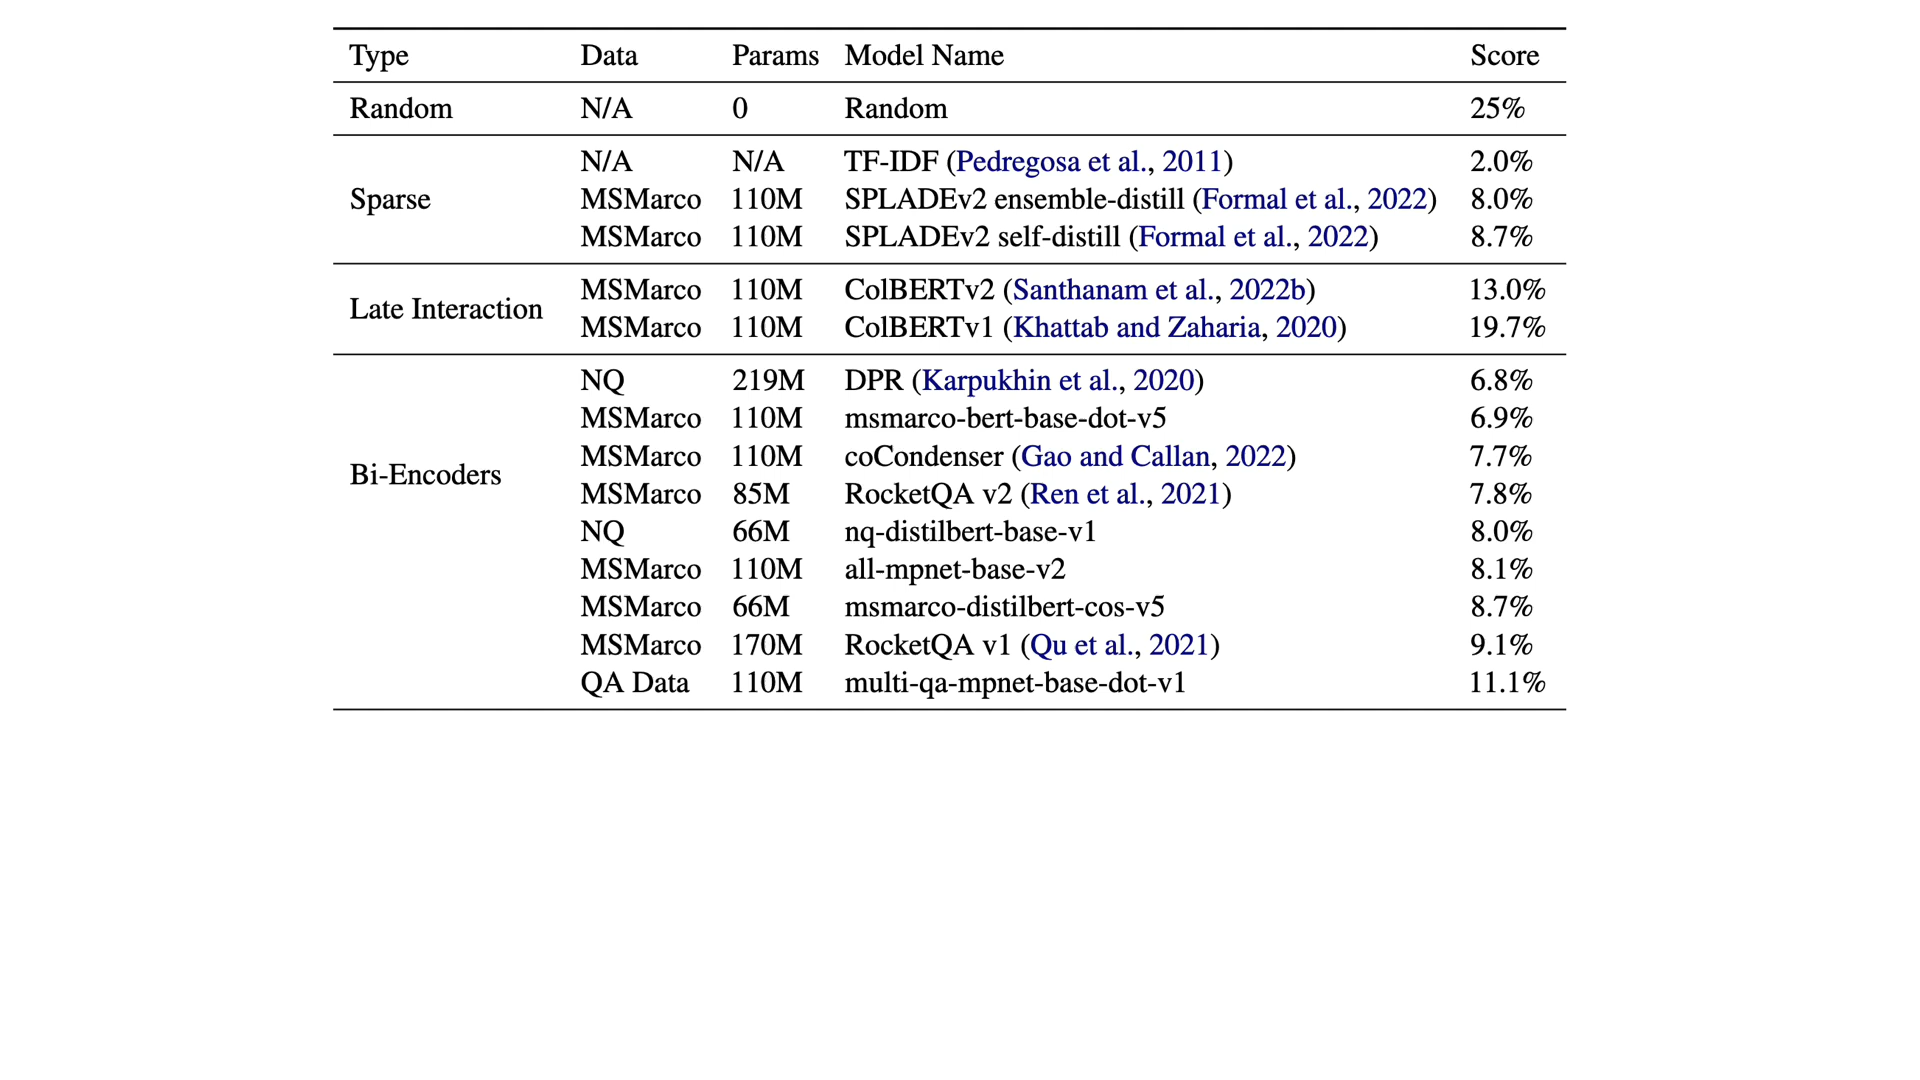 Type Data Params Model Name Score
Random N/A 0 Random 25%
N/A N/A TF-IDF (Pedregosa et al., 2011) 2.0%
Sparse MSMarco 110M SPLADEv2 ensemble-distill (Formal et al., 2022) 8.0%
MSMarco 110M SPLADEv2 self-distill (Formal et al., 2022) 8.7%
MSMarco 110M ColBERTv2 (Santhanam et al., 2022b) 13.0%
Late Interaction
MSMarco 110M ColBERTv1 (Khattab and Zaharia, 2020) 19.7%
NQ 219M DPR (Karpukhin et al., 2020) 6.8%
MSMarco 110M msmarco-bert-base-dot-v5 6.9%
MSMarco 110M coCondenser (Gao and Callan, 2022) 7.7%
Bi-Encoders
MSMarco 85M RocketQA v2 (Ren et al., 2021) 7.8%
NQ 66M nq-distilbert-base-v1 8.0%
MSMarco 110M all-mpnet-base-v2 8.1%
MSMarco 66M msmarco-distilbert-cos-v5 8.7%
MSMarco 170M RocketQA v1 (Qu et al., 2021) 9.1%
QA Data 110M multi-qa-mpnet-base-dot-v1 11.1%